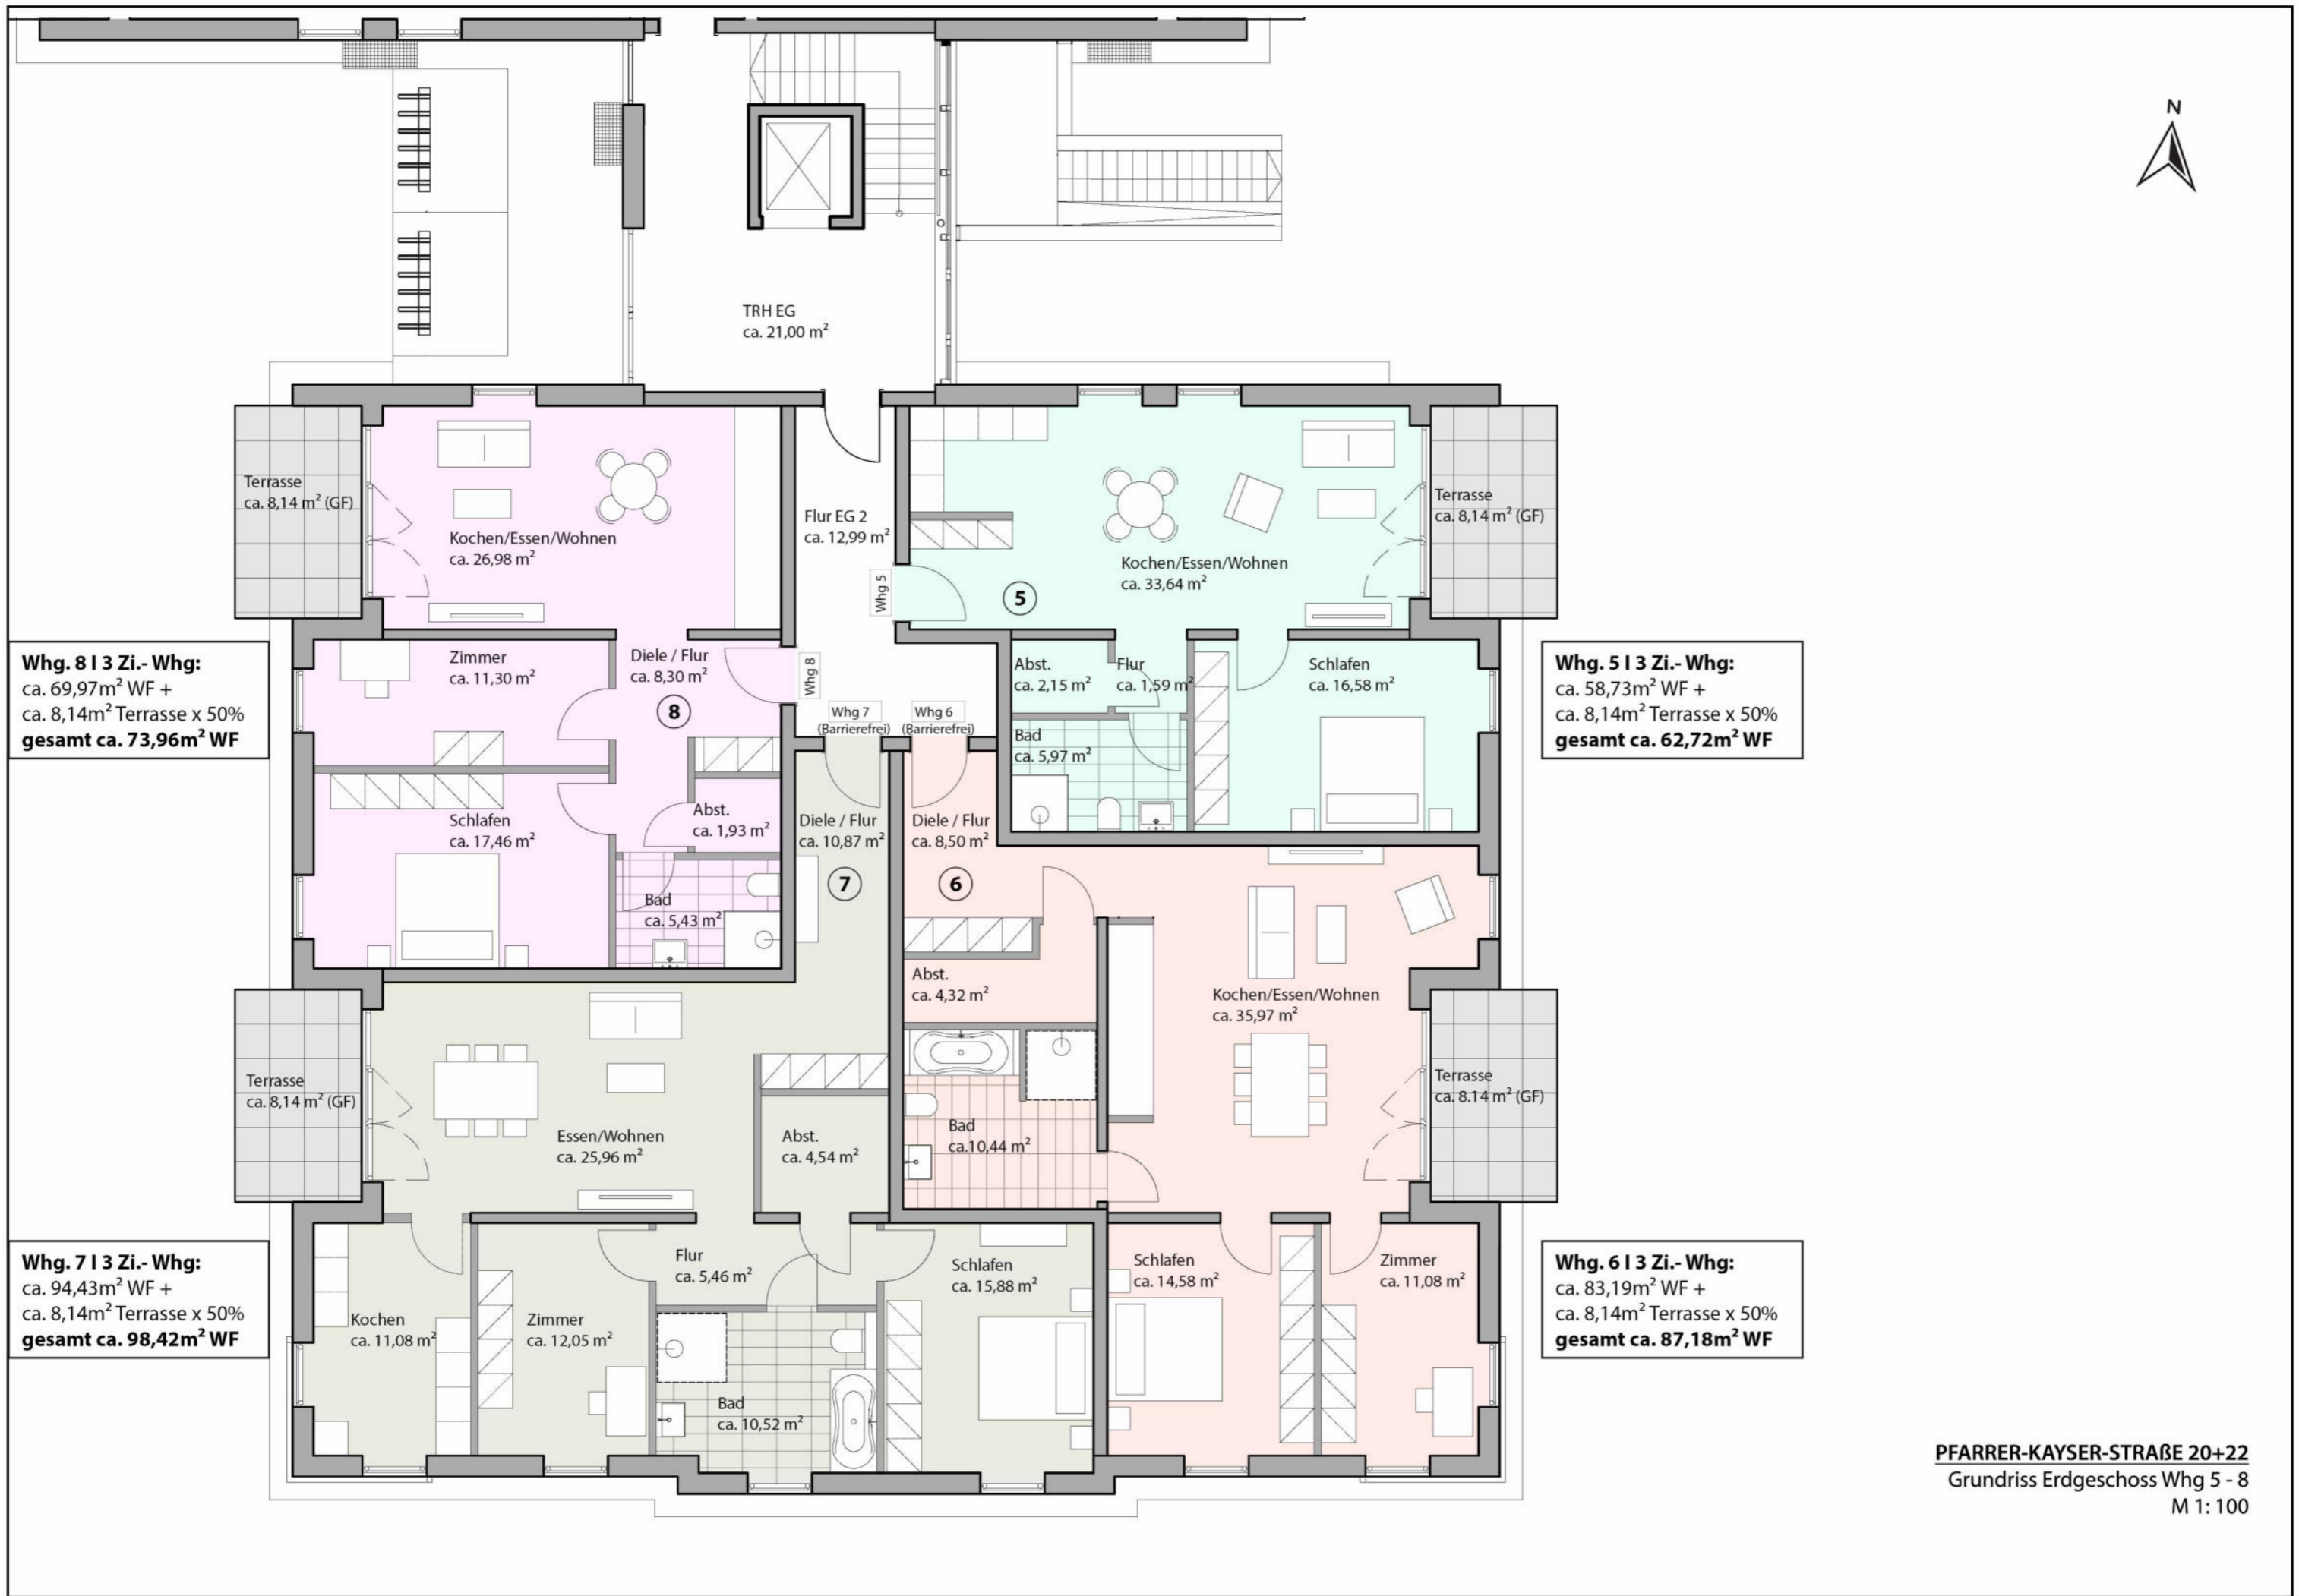 N
TRH EG
ca. 21,00 m²
Terrasse
ca. 8,14 m² (GF)
Kochen/Essen/Wohnen
ca. 26,98 m²
Flur EG 2
ca. 12,99 m²
Whg 5
5
Kochen/Essen/Wohnen
ca. 33,64 m²
Terrasse
ca. 8,14 m² (GF)
Whg. 8 I 3 Zi.- Whg:
ca. 69,97m² WF +
ca. 8,14m² Terrasse x 50%
gesamt ca. 73,96m² WF
Zimmer
ca. 11,30 m²
Diele / Flur
ca. 8,30 m²
8
Whg 8
Whg 7
(Barrierefrei)
Whg 6
(Barrierefrei)
Abst.
ca. 2,15 m²
Flur
ca. 1,59 m²
Bad
ca. 5,97 m²
Schlafen
ca. 16,58 m²
Whg. 5 I 3 Zi.- Whg:
ca. 58,73m² WF +
ca. 8,14m² Terrasse x 50%
gesamt ca. 62,72m² WF
Schlafen
ca. 17,46 m²
Abst.
ca. 1,93 m²
Bad
ca. 5,43 m²
Diele / Flur
ca. 10,87 m²
7
Diele / Flur
ca. 8,50 m²
6
Abst.
ca. 4,32 m²
Kochen/Essen/Wohnen
ca. 35,97 m²
Terrasse
ca. 8,14 m² (GF)
Essen/Wohnen
ca. 25,96 m²
Abst.
ca. 4,54 m²
Bad
ca.10,44 m²
Terrasse
ca. 8.14 m² (GF)
Whg. 7 I 3 Zi.- Whg:
ca. 94,43m² WF +
ca. 8,14m² Terrasse x 50%
gesamt ca. 98,42m² WF
Kochen
ca. 11,08 m²
Zimmer
ca. 12,05 m²
Flur
ca. 5,46 m²
Bad
ca. 10,52 m²
Schlafen
ca. 15,88 m²
Schlafen
ca. 14,58 m²
Zimmer
ca. 11,08 m²
Whg. 6 I 3 Zi.- Whg:
ca. 83,19m² WF +
ca. 8,14m² Terrasse x 50%
gesamt ca. 87,18m² WF
PFARRER-KAYSER-STRAßE 20+22
Grundriss Erdgeschoss Whg 5 - 8
M 1: 100